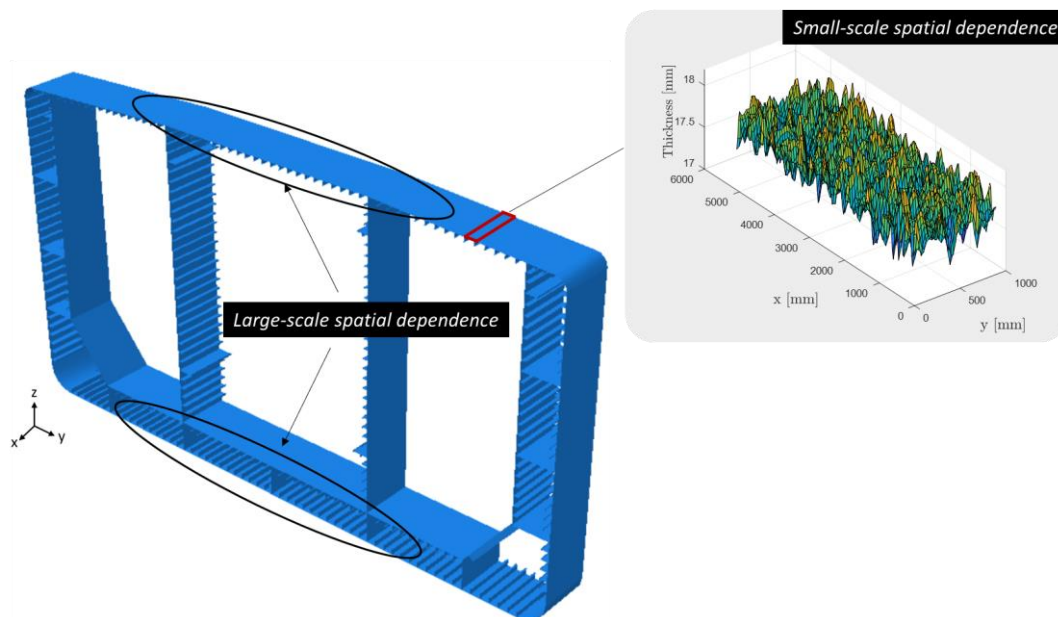 Small-scale spatial dependence
Thickness [mm]
18
17.5
17
6000
5000
4000
3000
2000
1000
0
x [mm]
0
500
1000
y [mm]
Large-scale spatial dependence
z
x
y